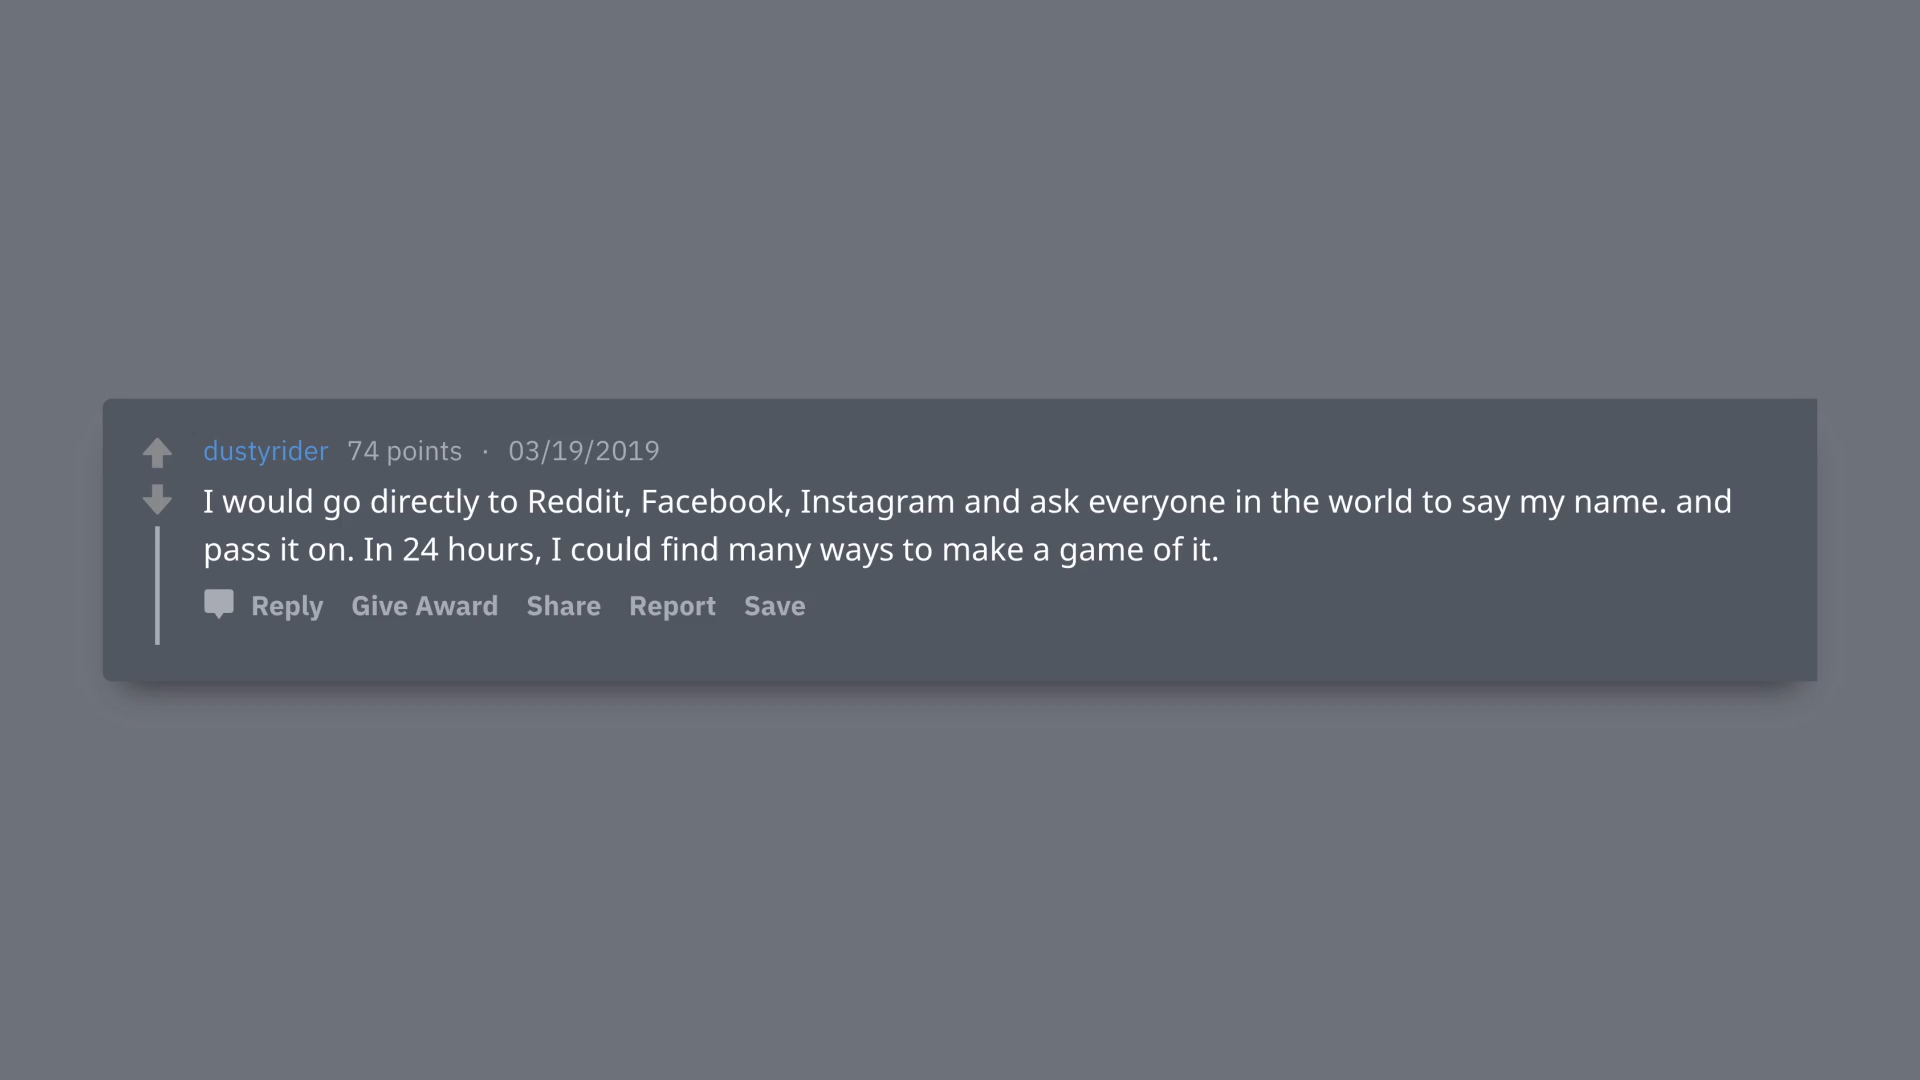 dustyrider 74 points · 03/19/2019
I would go directly to Reddit, Facebook, Instagram and ask everyone in the world to say my name. and
pass it on. In 24 hours, I could find many ways to make a game of it.
Reply Give Award Share Report Save